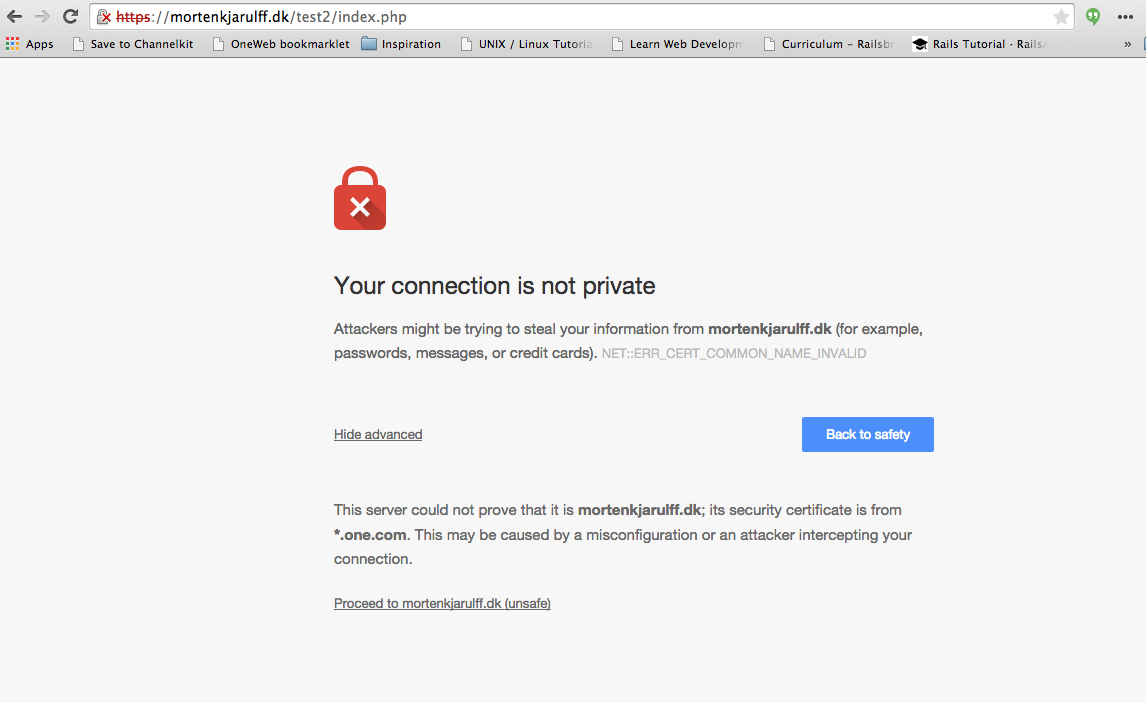 https://mortenkjarulff.dk/test2/index.php
Apps Save to Channelkit OneWeb bookmarklet Inspiration UNIX / Linux Tutoria Learn Web Developm Curriculum – Railsbr Rails Tutorial · Rails »
Your connection is not private
Attackers might be trying to steal your information from mortenkjarulff.dk (for example,
passwords, messages, or credit cards). NET::ERR_CERT_COMMON_NAME_INVALID
Hide advanced
Back to safety
This server could not prove that it is mortenkjarulff.dk; its security certificate is from
*.one.com. This may be caused by a misconfiguration or an attacker intercepting your
connection.
Proceed to mortenkjarulff.dk (unsafe)